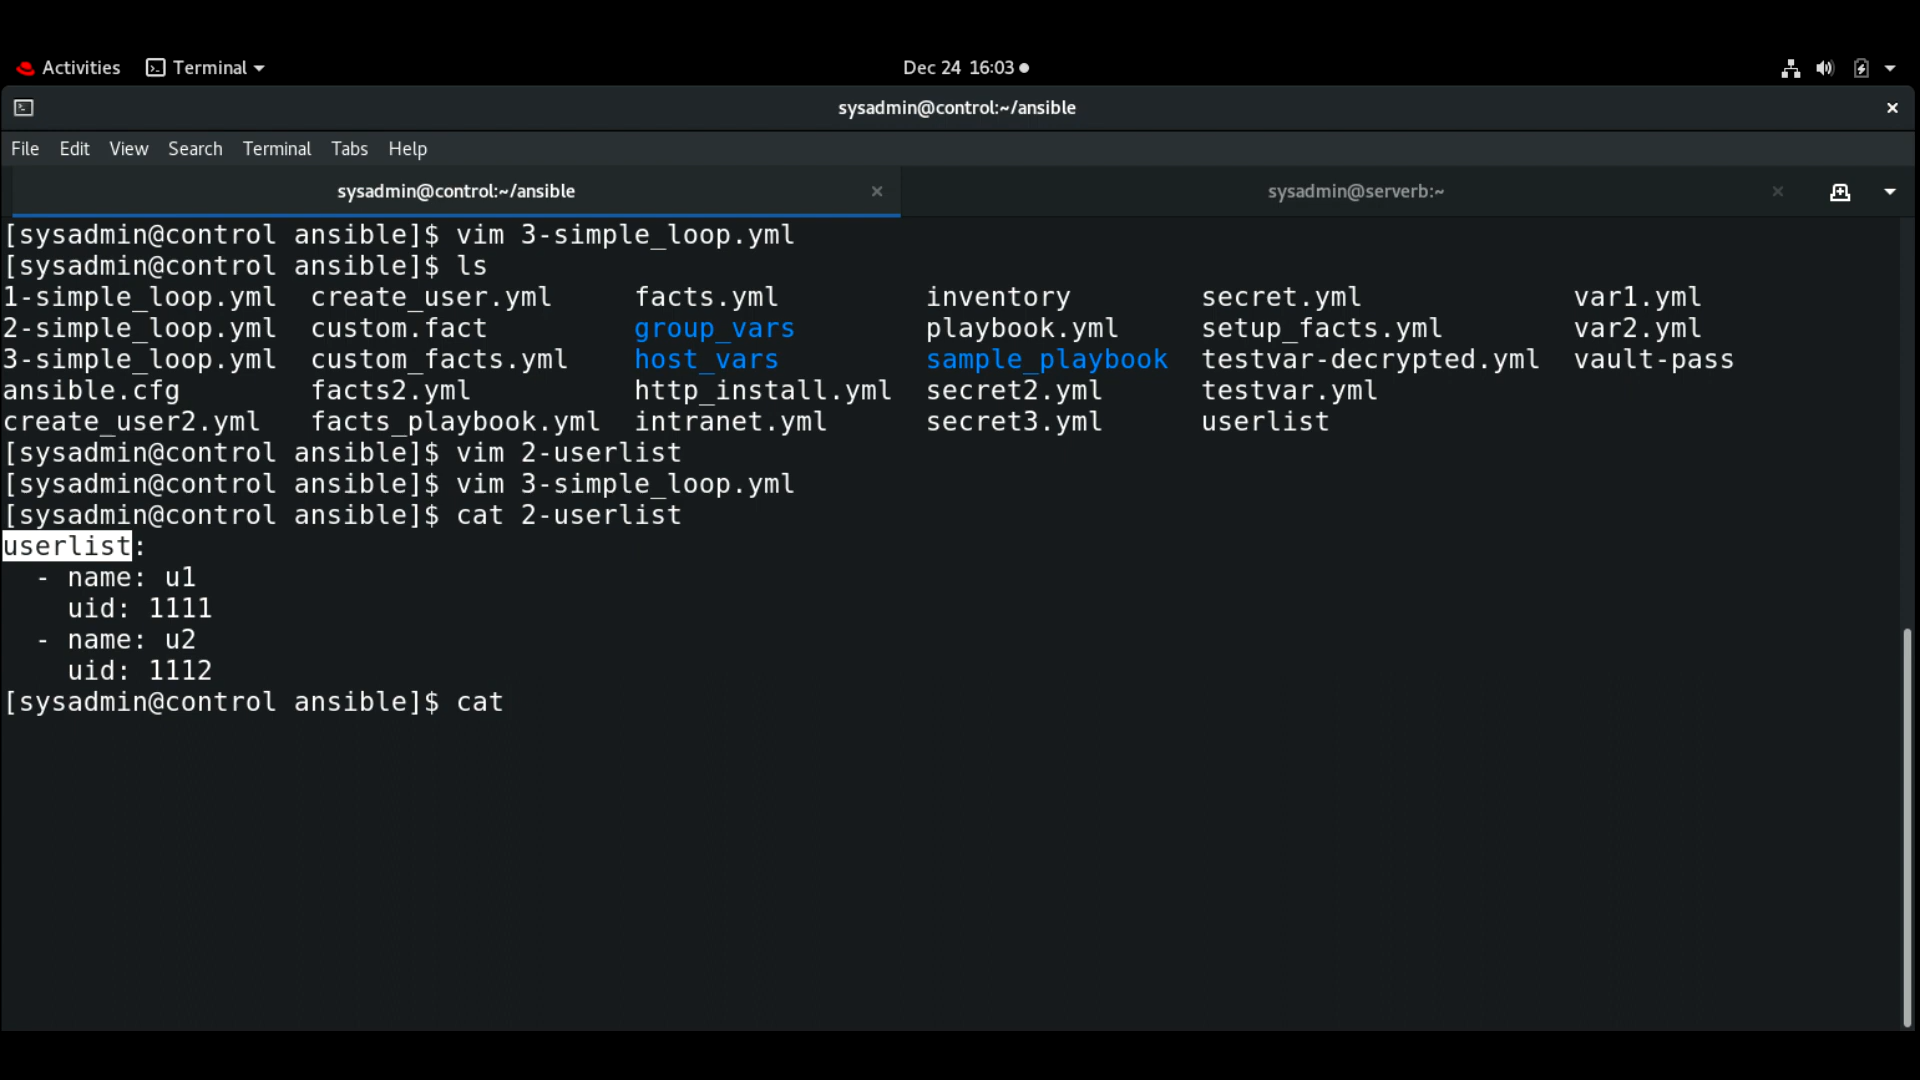 Activities Terminal Dec 24 16:03
sysadmin@control:~/ansible
File Edit View Search Terminal Tabs Help
sysadmin@control:~/ansible sysadmin@serverb:~
[sysadmin@control ansible]$ vim 3-simple_loop.yml
[sysadmin@control ansible]$ ls
1-simple_loop.yml create_user.yml facts.yml inventory secret.yml var1.yml
2-simple_loop.yml custom.fact group_vars playbook.yml setup_facts.yml var2.yml
3-simple_loop.yml custom_facts.yml host_vars sample_playbook testvar-decrypted.yml vault-pass
ansible.cfg facts2.yml http_install.yml secret2.yml testvar.yml
create_user2.yml facts_playbook.yml intranet.yml secret3.yml userlist
[sysadmin@control ansible]$ vim 2-userlist
[sysadmin@control ansible]$ vim 3-simple_loop.yml
[sysadmin@control ansible]$ cat 2-userlist
userlist:
  - name: u1
    uid: 1111
  - name: u2
    uid: 1112
[sysadmin@control ansible]$ cat